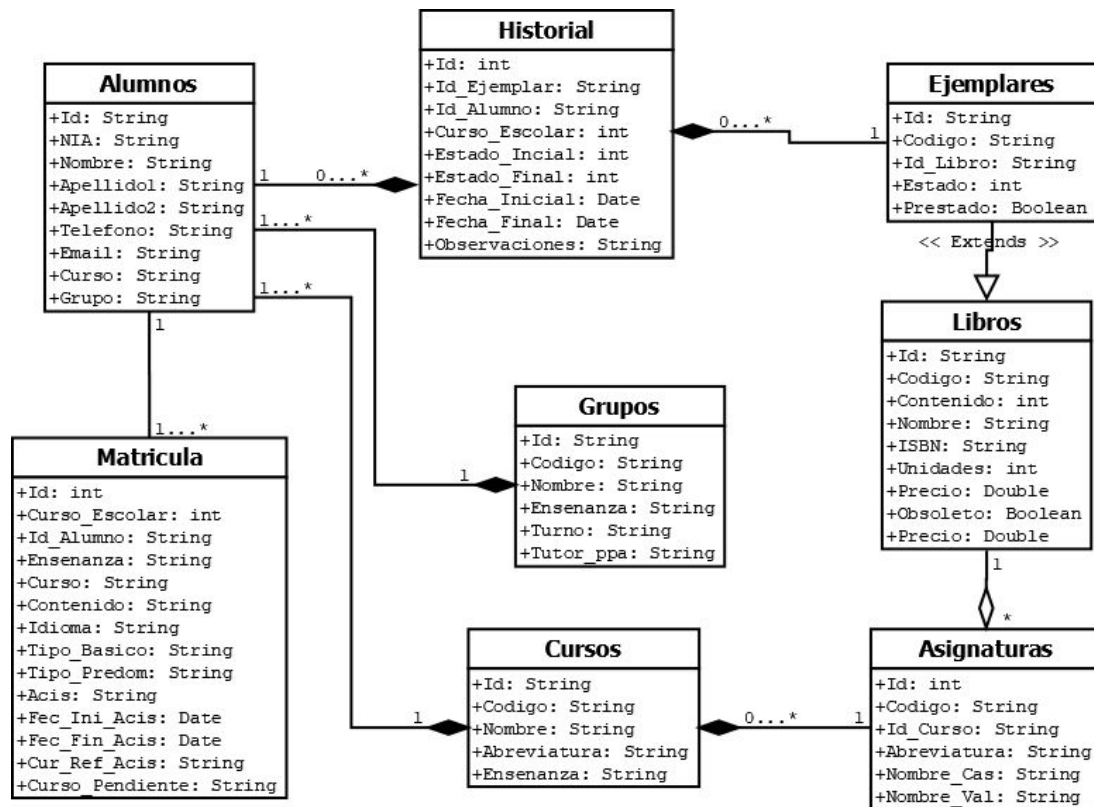 Historial
+Id: int
+Id_Ejemplar: String
+Id_Alumno: String
+Curso_Escolar: int
+Estado_Incial: int
+Estado_Final: int
+Fecha_Inicial: Date
+Fecha_Final: Date
+Observaciones: String
Alumnos
+Id: String
+NIA: String
+Nombre: String
+Apellido1: String
+Apellido2: String
+Telefono: String
+Email: String
+Curso: String
+Grupo: String
1
0...*
1...*
1...*
1
1...*
0...*
1
Ejemplares
+Id: String
+Codigo: String
+Id_Libro: String
+Estado: int
+Prestado: Boolean
<< Extends >>
Libros
+Id: String
+Codigo: String
+Contenido: int
+Nombre: String
+ISBN: String
+Unidades: int
+Precio: Double
+Obsoleto: Boolean
+Precio: Double
1
*
Grupos
+Id: String
+Codigo: String
+Nombre: String
+Ensenanza: String
+Turno: String
+Tutor_ppa: String
1
Matricula
+Id: int
+Curso_Escolar: int
+Id_Alumno: String
+Ensenanza: String
+Curso: String
+Contenido: String
+Idioma: String
+Tipo_Basico: String
+Tipo_Predom: String
+Acis: String
+Fec_Ini_Acis: Date
+Fec_Fin_Acis: Date
+Cur_Ref_Acis: String
+Curso_Pendiente: String
Cursos
+Id: String
+Codigo: String
+Nombre: String
+Abreviatura: String
+Ensenanza: String
1
0...*
1
Asignaturas
+Id: int
+Codigo: String
+Id_Curso: String
+Abreviatura: String
+Nombre_Cas: String
+Nombre_Val: String